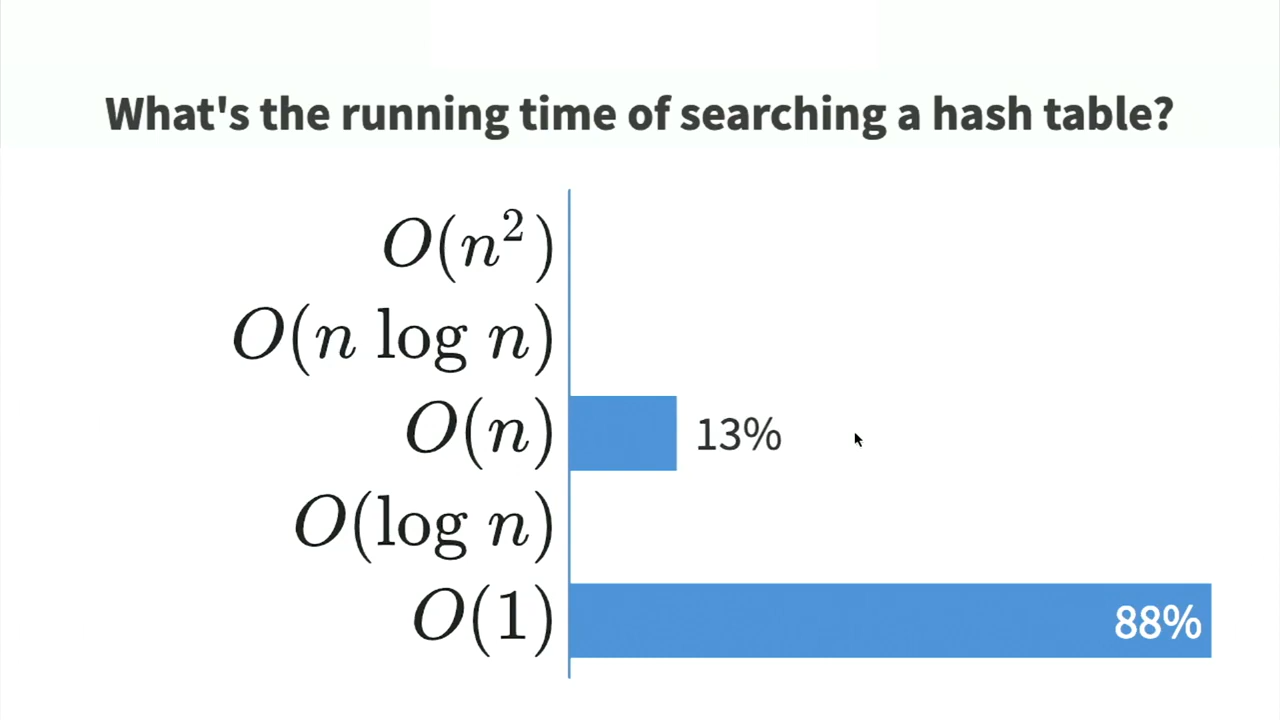 What's the running time of searching a hash table?
O(n²)
O(n log n)
O(n) 13%
O(log n)
O(1) 88%